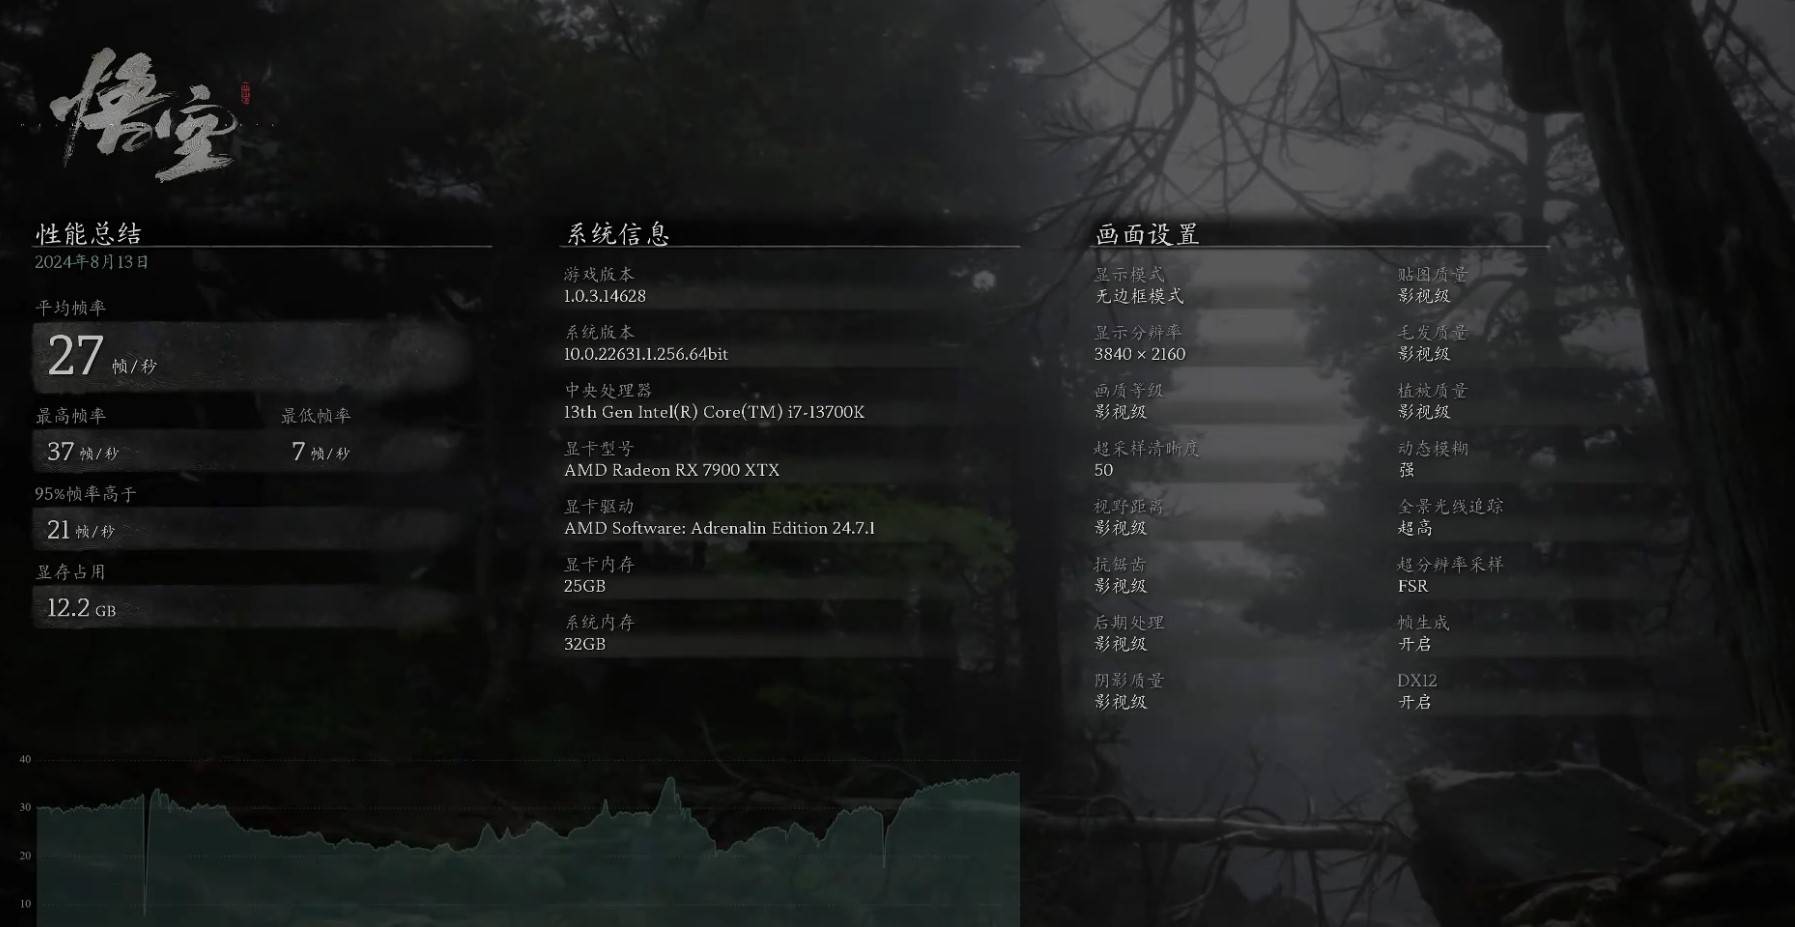 悟空
性能总结
2024年8月13日
平均帧率
27 帧/秒
最高帧率 最低帧率
37 帧/秒 7 帧/秒
95%帧率高于
21 帧/秒
显存占用
12.2 GB
系统信息
游戏版本
1.0.3.14628
系统版本
10.0.22631.1.256.64bit
中央处理器
13th Gen Intel(R) Core(TM) i7-13700K
显卡型号
AMD Radeon RX 7900 XTX
显卡驱动
AMD Software: Adrenalin Edition 24.7.1
显卡内存
25GB
系统内存
32GB
画面设置
显示模式 贴图质量
无边框模式 影视级
显示分辨率 毛发质量
3840 × 2160 影视级
画质等级 植被质量
影视级 影视级
超采样清晰度 动态模糊
50 强
视野距离 全景光线追踪
影视级 超高
抗锯齿 超分辨率采样
影视级 FSR
后期处理 帧生成
影视级 开启
阴影质量 DX12
影视级 开启
40
30
20
10